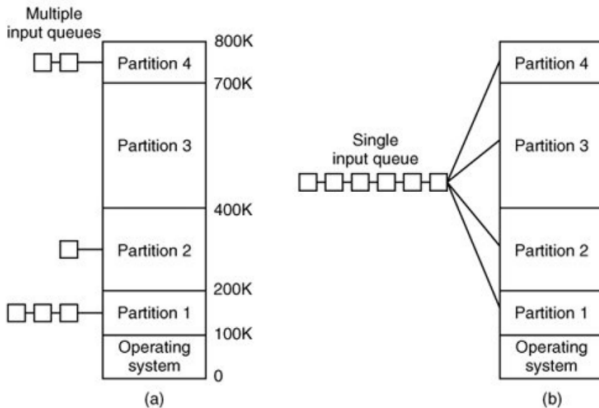 Multiple
input queues
800K
Partition 4
700K
Partition 3
400K
Partition 2
200K
Partition 1
100K
Operating
system
0
(a)
Single
input queue
Partition 4
Partition 3
Partition 2
Partition 1
Operating
system
(b)